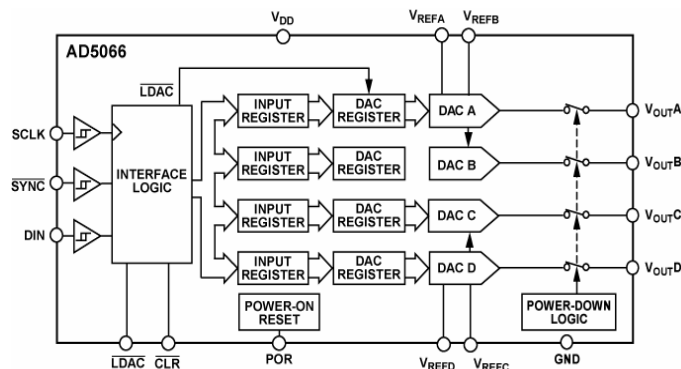 VDD
VREFA
VREFB
AD5066
LDAC
SCLK
SYNC
DIN
INTERFACE
LOGIC
INPUT
REGISTER
DAC
REGISTER
DAC A
VOUTA
INPUT
REGISTER
DAC
REGISTER
DAC B
VOUTB
INPUT
REGISTER
DAC
REGISTER
DAC C
VOUTC
INPUT
REGISTER
DAC
REGISTER
DAC D
VOUTD
POWER-ON
RESET
POWER-DOWN
LOGIC
LDAC
CLR
POR
VREFD
VREFC
GND